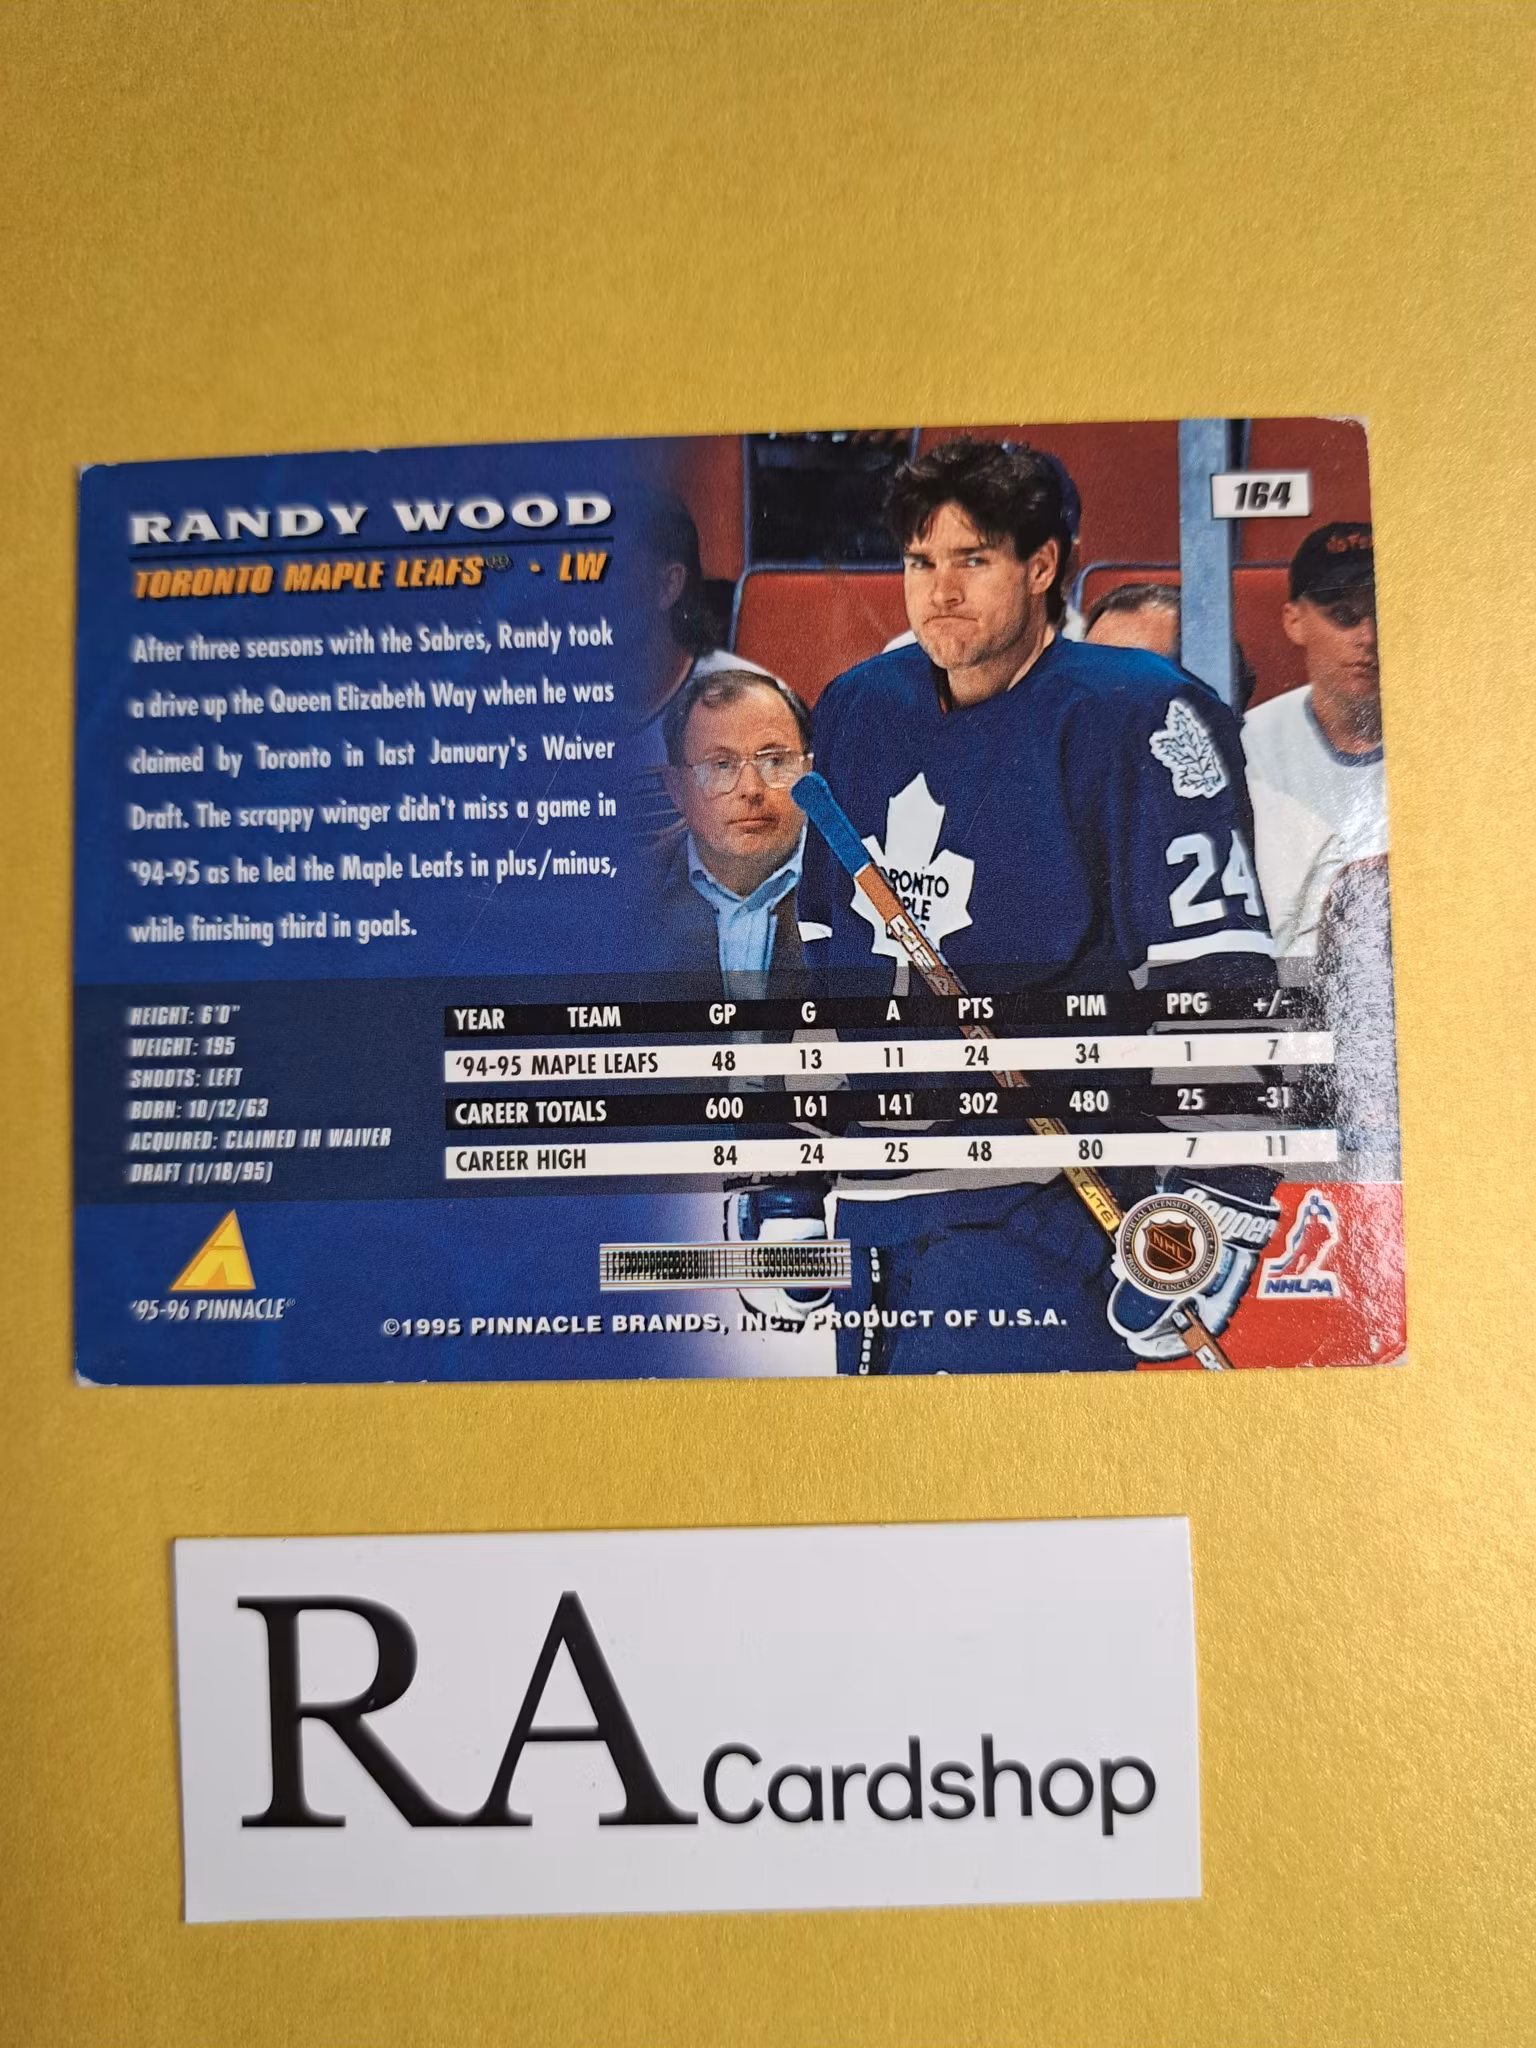 RANDY WOOD
164
TORONTO MAPLE LEAFS® · LW
After three seasons with the Sabres, Randy took
a drive up the Queen Elizabeth Way when he was
claimed by Toronto in last January's Waiver
Draft. The scrappy winger didn't miss a game in
'94-95 as he led the Maple Leafs in plus/minus,
while finishing third in goals.
ORONTO
PLE
24
HEIGHT: 6'0"
WEIGHT: 195
SHOOTS: LEFT
BORN: 10/12/63
ACQUIRED: CLAIMED IN WAIVER
DRAFT (1/18/95)
YEAR TEAM GP G A PTS PIM PPG +/-
'94-95 MAPLE LEAFS 48 13 11 24 34 1 7
CAREER TOTALS 600 161 141 302 480 25 -31
CAREER HIGH 84 24 25 48 80 7 11
'95-96 PINNACLE®
OFFICIAL LICENSED PRODUCT
NHL
NHLPA
©1995 PINNACLE BRANDS, INC., PRODUCT OF U.S.A.
RA Cardshop